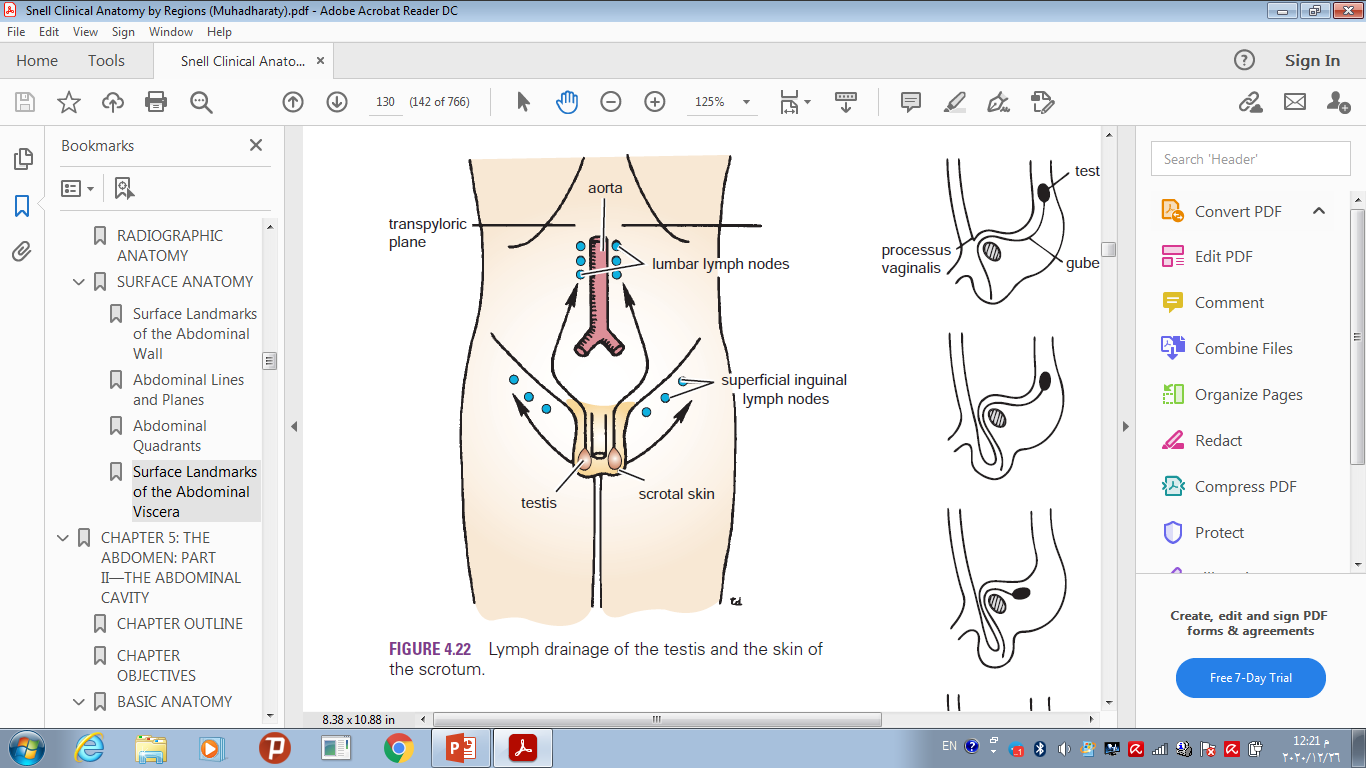 Snell Clinical Anatomy by Regions (Muhadharaty).pdf - Adobe Acrobat Reader DC
File Edit View Sign Window Help
Home Tools Snell Clinical Anato... × Sign In
130 (142 of 766) 125%
Bookmarks
RADIOGRAPHIC
ANATOMY
SURFACE ANATOMY
Surface Landmarks
of the Abdominal
Wall
Abdominal Lines
and Planes
Abdominal
Quadrants
Surface Landmarks
of the Abdominal
Viscera
CHAPTER 5: THE
ABDOMEN: PART
II—THE ABDOMINAL
CAVITY
CHAPTER OUTLINE
CHAPTER
OBJECTIVES
BASIC ANATOMY
aorta
transpyloric
plane
lumbar lymph nodes
superficial inguinal
lymph nodes
testis
scrotal skin
td
FIGURE 4.22 Lymph drainage of the testis and the skin of
the scrotum.
test
processus
vaginalis
gube
8.38 x 10.88 in
Search 'Header'
Convert PDF
Edit PDF
Comment
Combine Files
Organize Pages
Redact
Compress PDF
Protect
Create, edit and sign PDF
forms & agreements
Free 7-Day Trial
EN
12:21 م
٢٠٢٠/١٢/٢٦